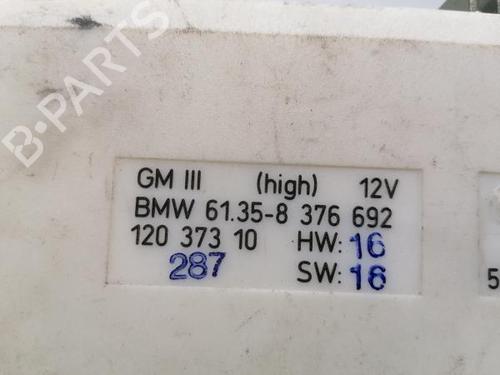 B-PARTS
GM III (high) 12V
BMW 61.35-8 376 692
120 373 10 HW: 16
287 SW: 16
5